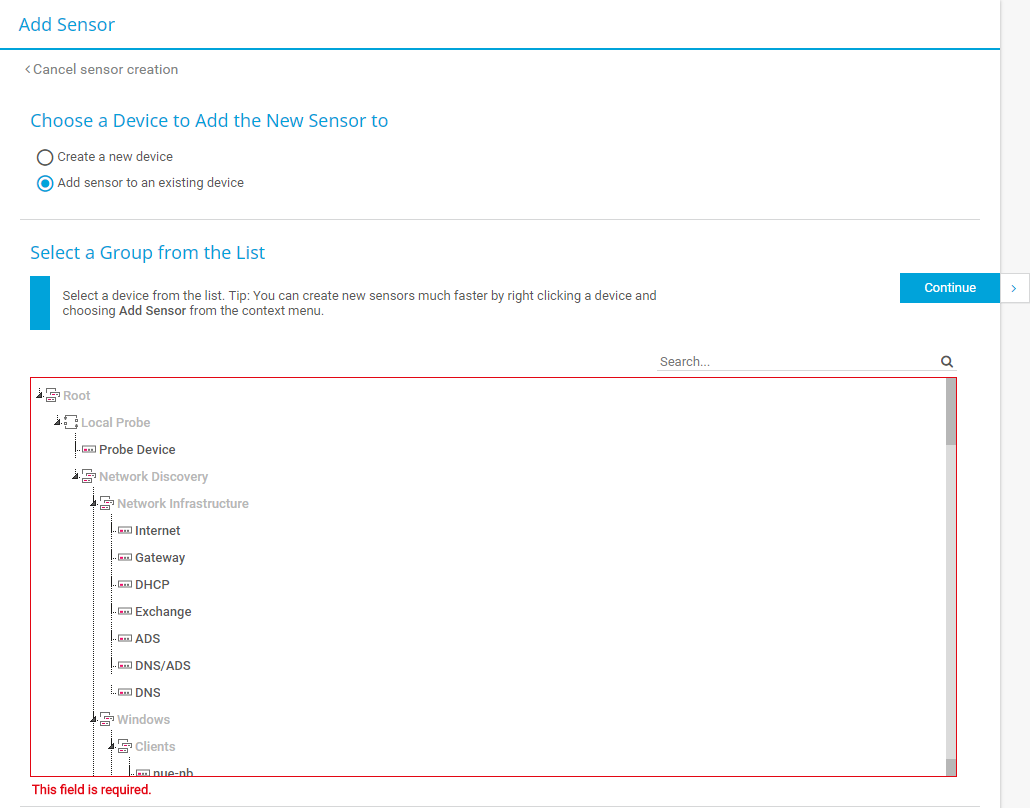 Add Sensor
Cancel sensor creation
Choose a Device to Add the New Sensor to
Create a new device
Add sensor to an existing device
Select a Group from the List
Select a device from the list. Tip: You can create new sensors much faster by right clicking a device and
choosing Add Sensor from the context menu.
Continue
Search...
Root
Local Probe
Probe Device
Network Discovery
Network Infrastructure
Internet
Gateway
DHCP
Exchange
ADS
DNS/ADS
DNS
Windows
Clients
nue-nb
This field is required.